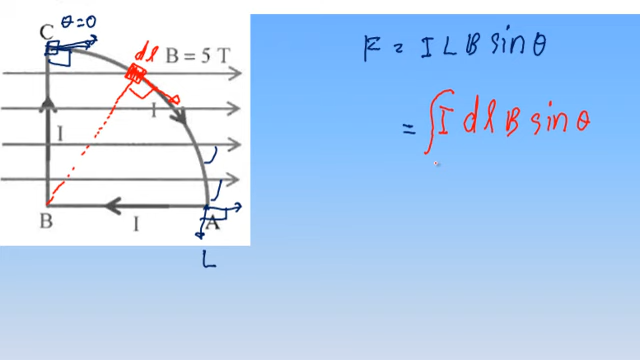 C θ=0
dl
B = 5 T
I
I
B
I
A
L
F = I L B sin θ
= ∫ I dl B sin θ